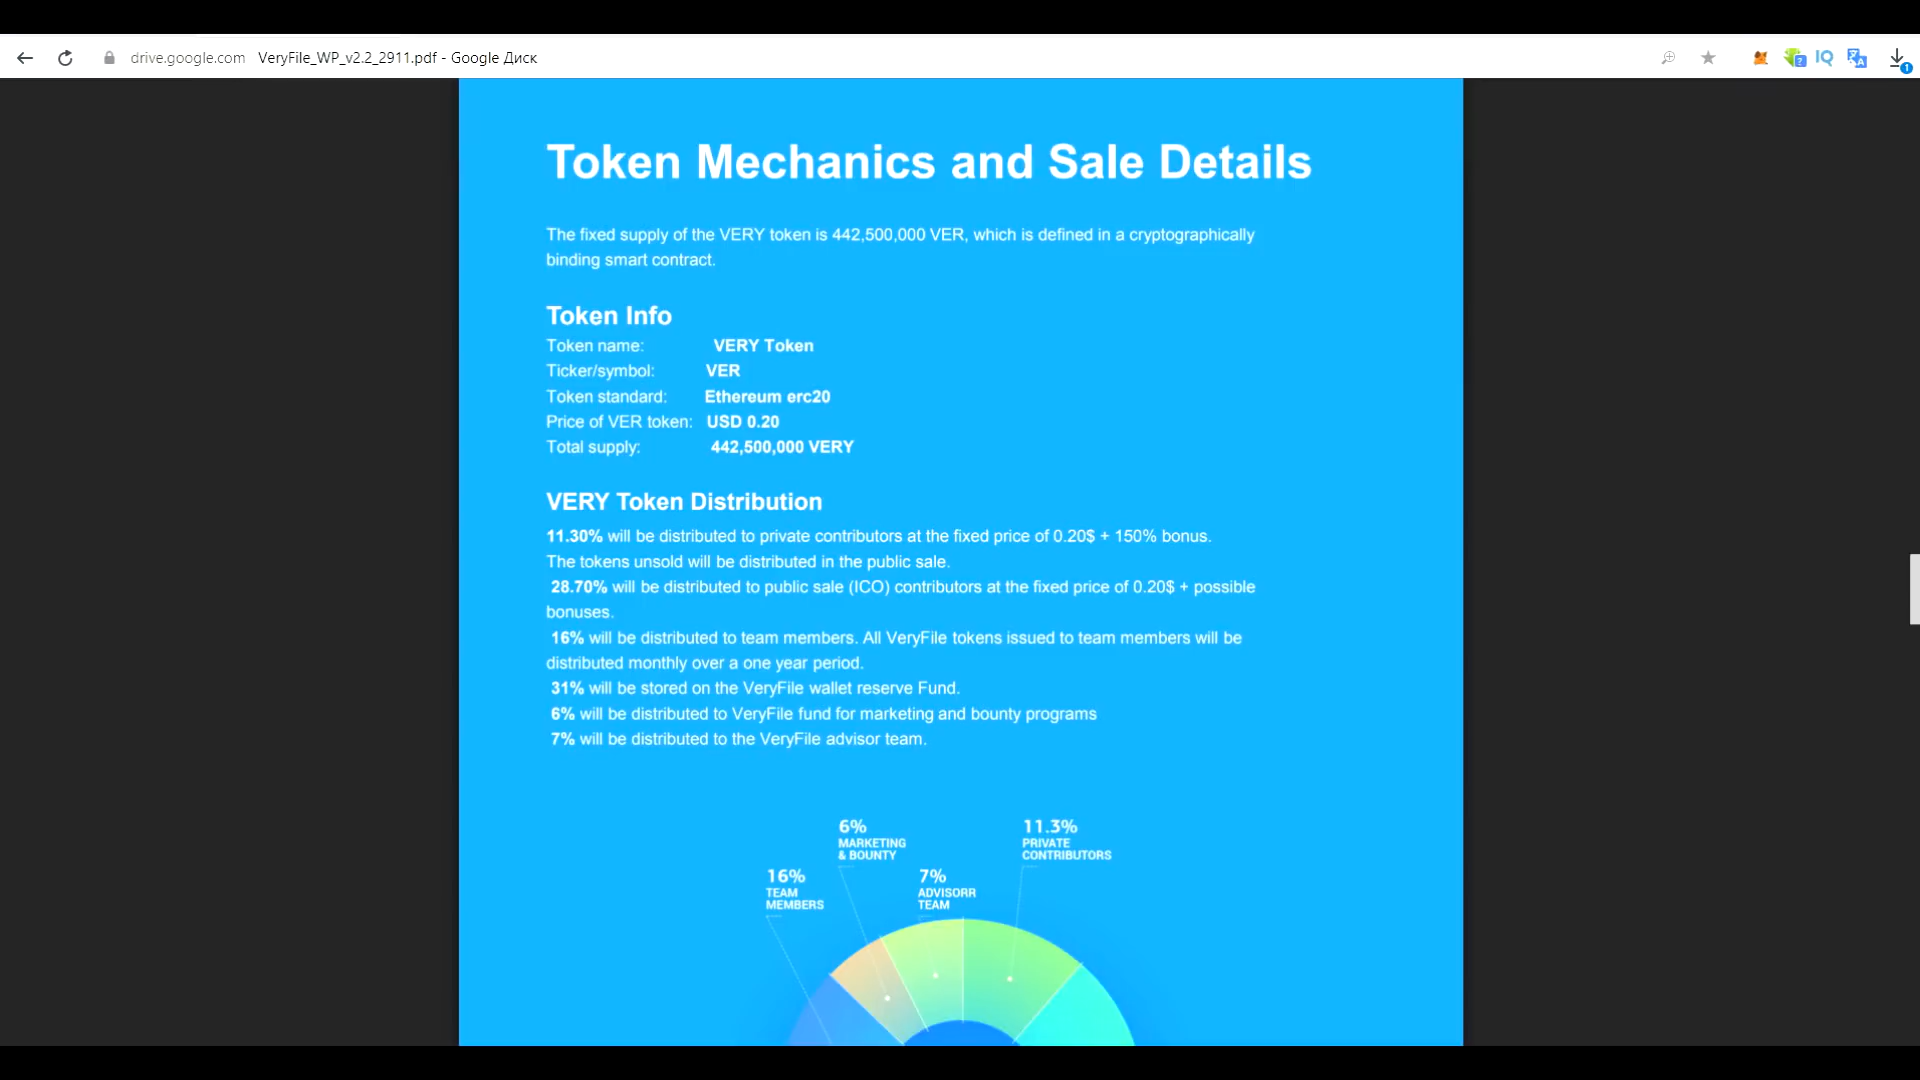 drive.google.com VeryFile_WP_v2.2_2911.pdf - Google Диск
IQ
1
Token Mechanics and Sale Details
The fixed supply of the VERY token is 442,500,000 VER, which is defined in a cryptographically
binding smart contract.
Token Info
Token name: VERY Token
Ticker/symbol: VER
Token standard: Ethereum erc20
Price of VER token: USD 0.20
Total supply: 442,500,000 VERY
VERY Token Distribution
11.30% will be distributed to private contributors at the fixed price of 0.20$ + 150% bonus.
The tokens unsold will be distributed in the public sale.
28.70% will be distributed to public sale (ICO) contributors at the fixed price of 0.20$ + possible
bonuses.
16% will be distributed to team members. All VeryFile tokens issued to team members will be
distributed monthly over a one year period.
31% will be stored on the VeryFile wallet reserve Fund.
6% will be distributed to VeryFile fund for marketing and bounty programs
7% will be distributed to the VeryFile advisor team.
6%
MARKETING
& BOUNTY
11.3%
PRIVATE
CONTRIBUTORS
16%
TEAM
MEMBERS
7%
ADVISORR
TEAM